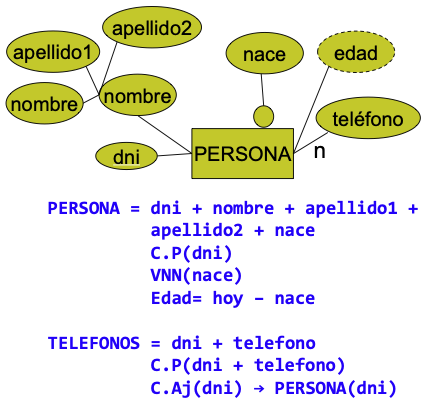 apellido2
apellido1
nace
edad
nombre
nombre
teléfono
dni
PERSONA
n
PERSONA = dni + nombre + apellido1 +
apellido2 + nace
C.P(dni)
VNN(nace)
Edad= hoy – nace
TELEFONOS = dni + telefono
C.P(dni + telefono)
C.Aj(dni) → PERSONA(dni)